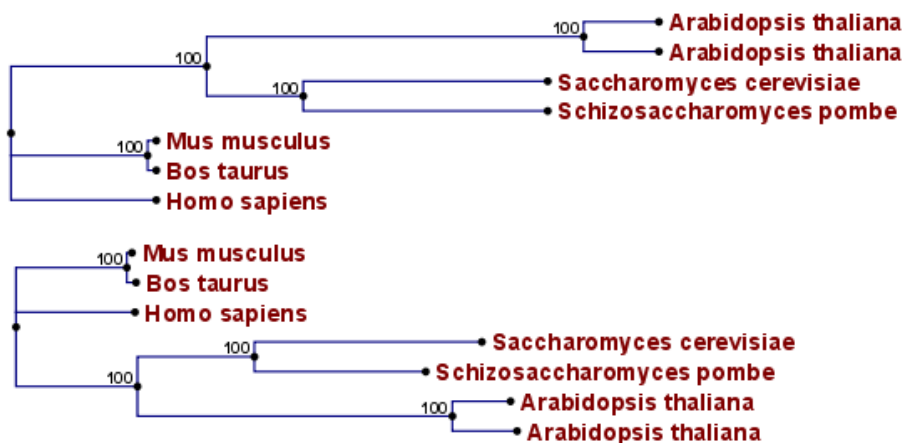 100 Arabidopsis thaliana
100 Arabidopsis thaliana
100 Saccharomyces cerevisiae
Schizosaccharomyces pombe
100 Mus musculus
Bos taurus
Homo sapiens
100 Mus musculus
Bos taurus
Homo sapiens
100 Saccharomyces cerevisiae
100 Schizosaccharomyces pombe
100 Arabidopsis thaliana
Arabidopsis thaliana